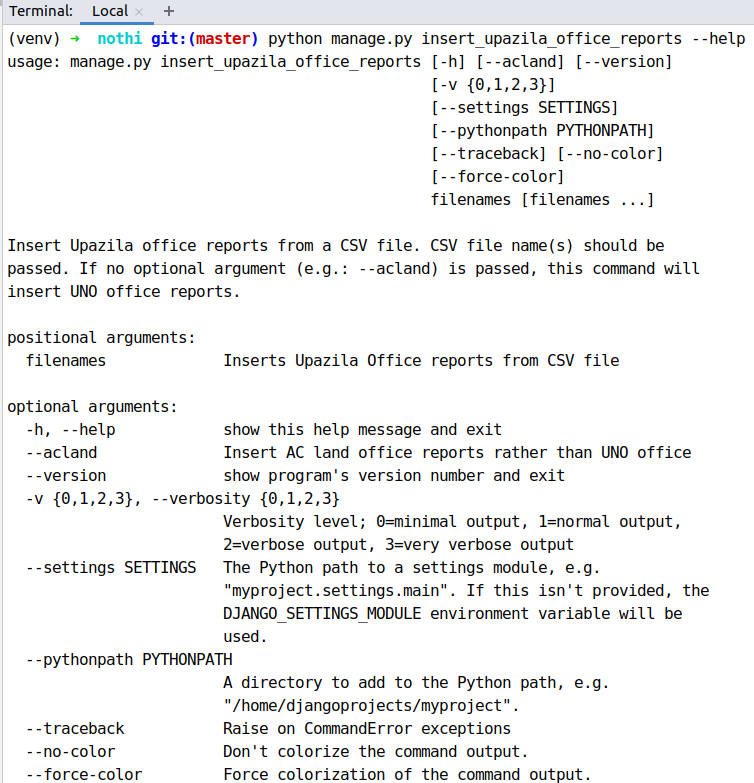 Terminal: Local × +
(venv) → nothi git:(master) python manage.py insert_upazila_office_reports --help
usage: manage.py insert_upazila_office_reports [-h] [--acland] [--version]
[-v {0,1,2,3}]
[--settings SETTINGS]
[--pythonpath PYTHONPATH]
[--traceback] [--no-color]
[--force-color]
filenames [filenames ...]
Insert Upazila office reports from a CSV file. CSV file name(s) should be
passed. If no optional argument (e.g.: --acland) is passed, this command will
insert UNO office reports.
positional arguments:
filenames Inserts Upazila Office reports from CSV file
optional arguments:
-h, --help show this help message and exit
--acland Insert AC land office reports rather than UNO office
--version show program's version number and exit
-v {0,1,2,3}, --verbosity {0,1,2,3}
Verbosity level; 0=minimal output, 1=normal output,
2=verbose output, 3=very verbose output
--settings SETTINGS The Python path to a settings module, e.g.
"myproject.settings.main". If this isn't provided, the
DJANGO_SETTINGS_MODULE environment variable will be
used.
--pythonpath PYTHONPATH
A directory to add to the Python path, e.g.
"/home/djangoprojects/myproject".
--traceback Raise on CommandError exceptions
--no-color Don't colorize the command output.
--force-color Force colorization of the command output.